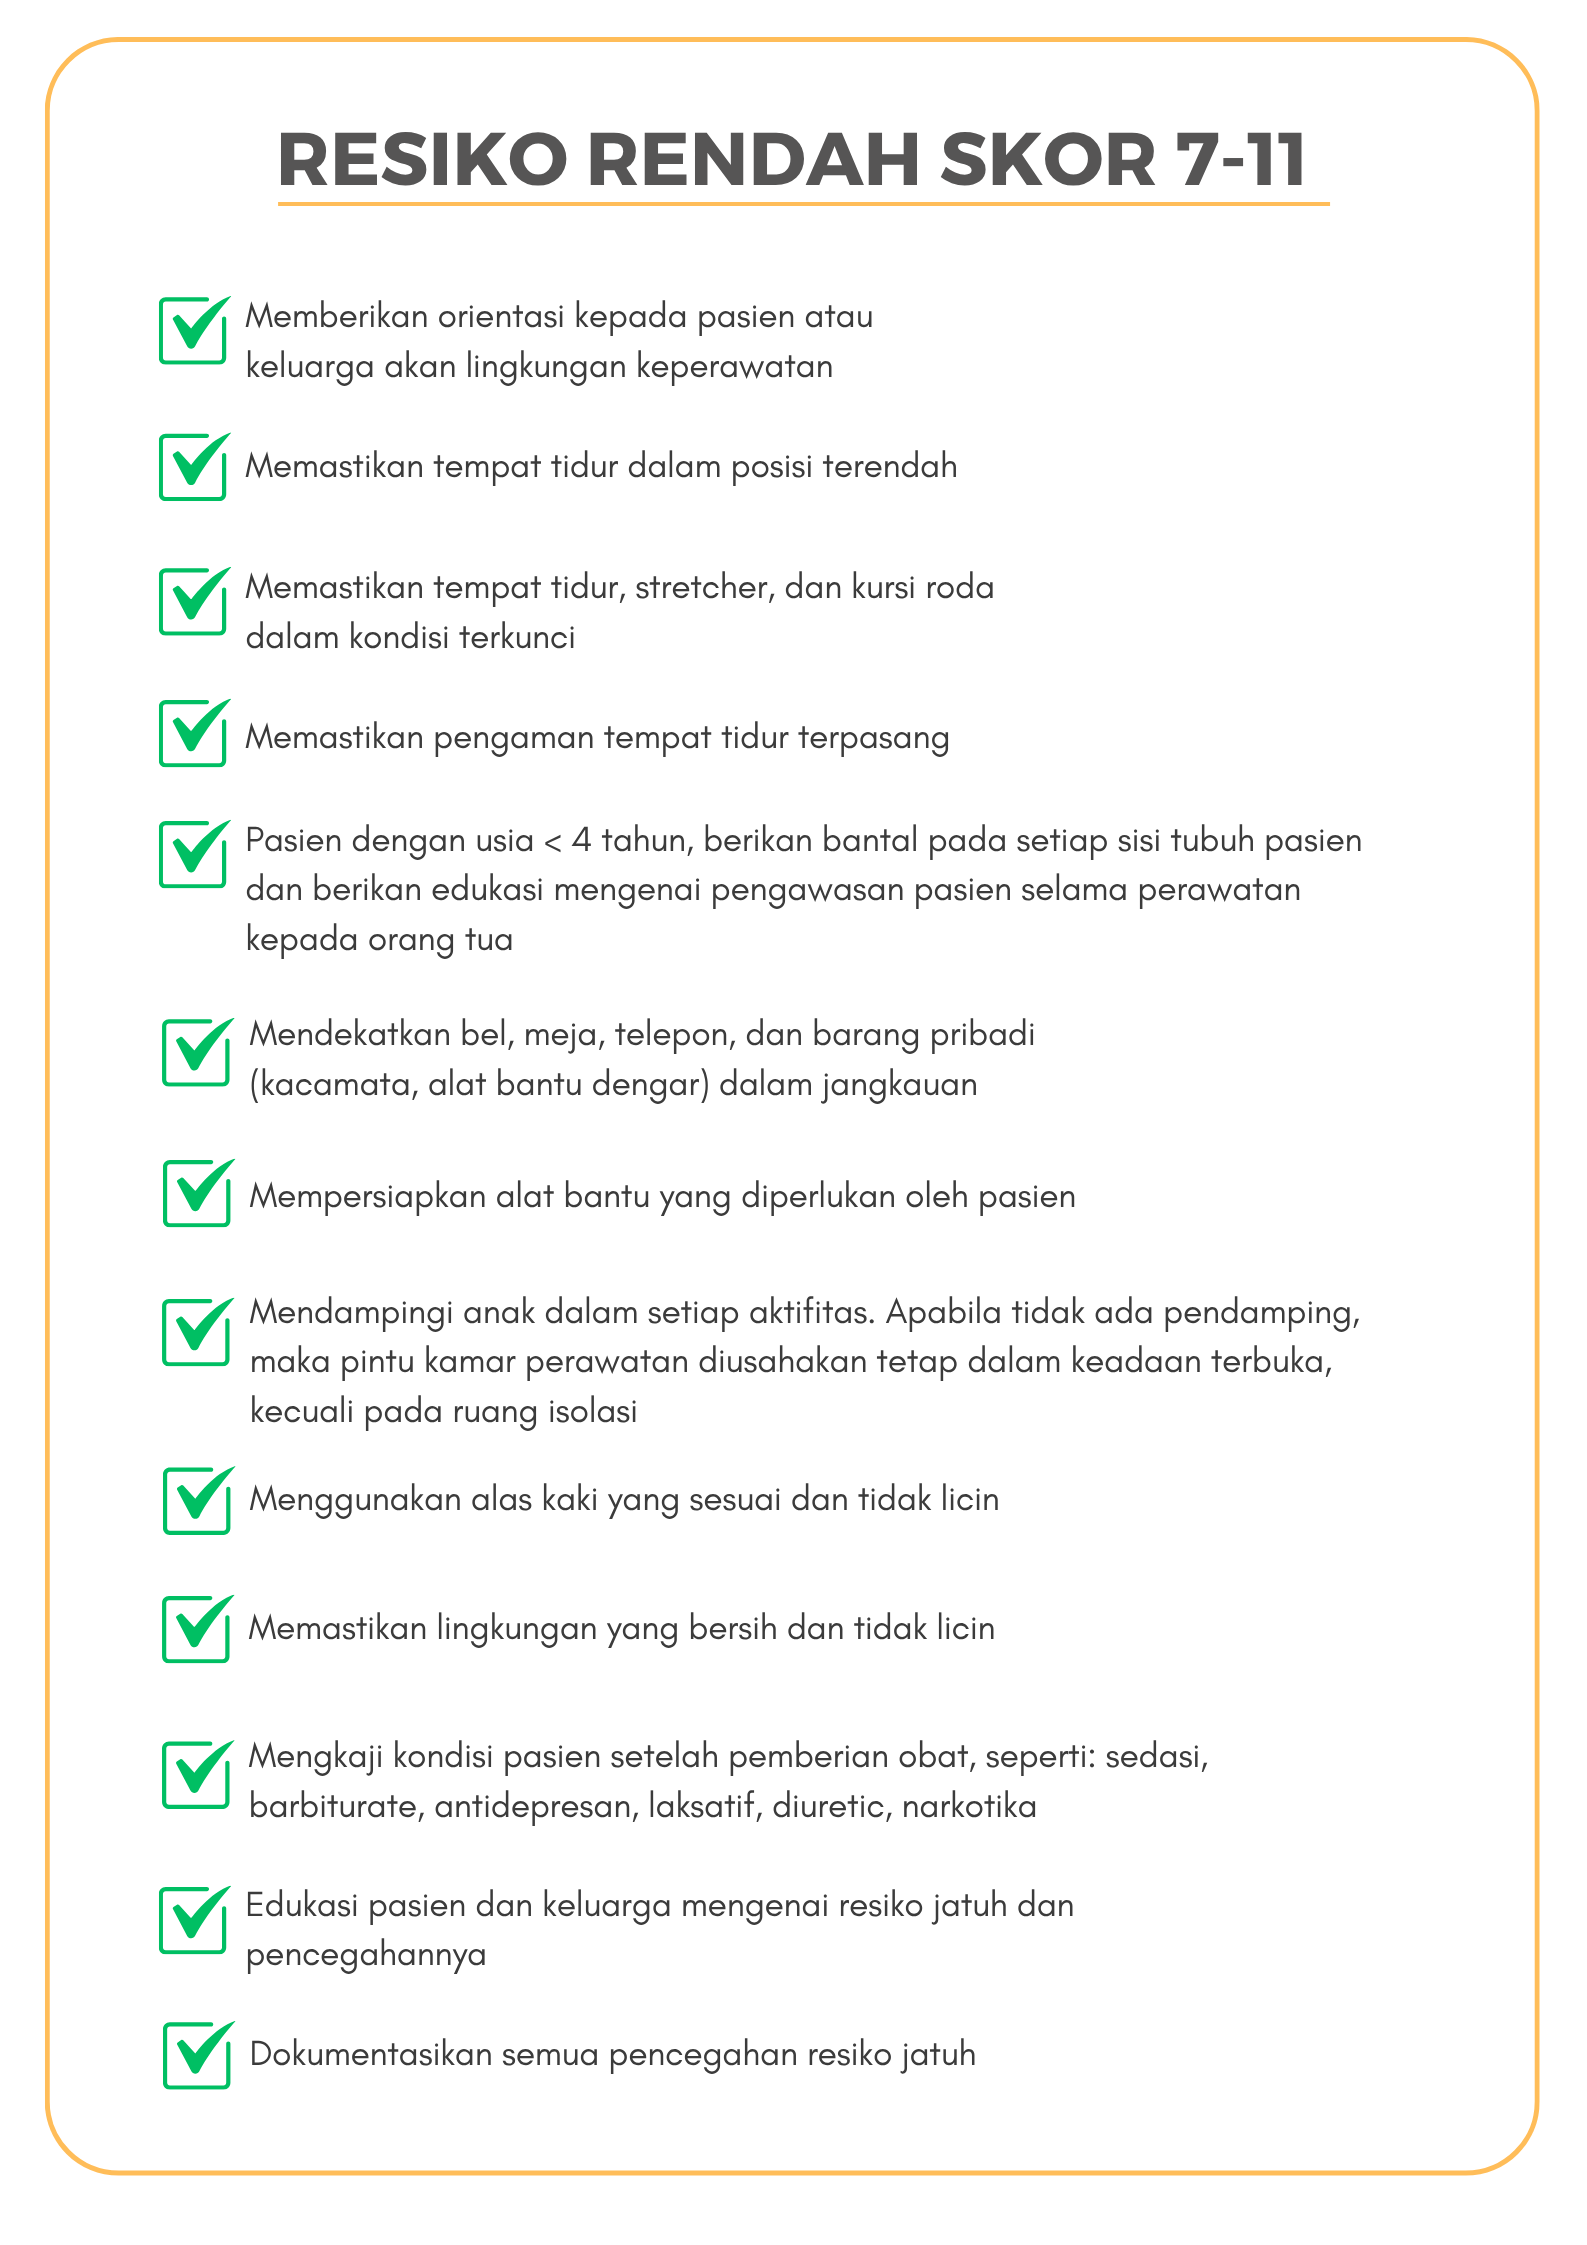 RESIKO RENDAH SKOR 7-11
Memberikan orientasi kepada pasien atau
keluarga akan lingkungan keperawatan
Memastikan tempat tidur dalam posisi terendah
Memastikan tempat tidur, stretcher, dan kursi roda
dalam kondisi terkunci
Memastikan pengaman tempat tidur terpasang
Pasien dengan usia < 4 tahun, berikan bantal pada setiap sisi tubuh pasien
dan berikan edukasi mengenai pengawasan pasien selama perawatan
kepada orang tua
Mendekatkan bel, meja, telepon, dan barang pribadi
(kacamata, alat bantu dengar) dalam jangkauan
Mempersiapkan alat bantu yang diperlukan oleh pasien
Mendampingi anak dalam setiap aktifitas. Apabila tidak ada pendamping,
maka pintu kamar perawatan diusahakan tetap dalam keadaan terbuka,
kecuali pada ruang isolasi
Menggunakan alas kaki yang sesuai dan tidak licin
Memastikan lingkungan yang bersih dan tidak licin
Mengkaji kondisi pasien setelah pemberian obat, seperti: sedasi,
barbiturate, antidepresan, laksatif, diuretic, narkotika
Edukasi pasien dan keluarga mengenai resiko jatuh dan
pencegahannya
Dokumentasikan semua pencegahan resiko jatuh